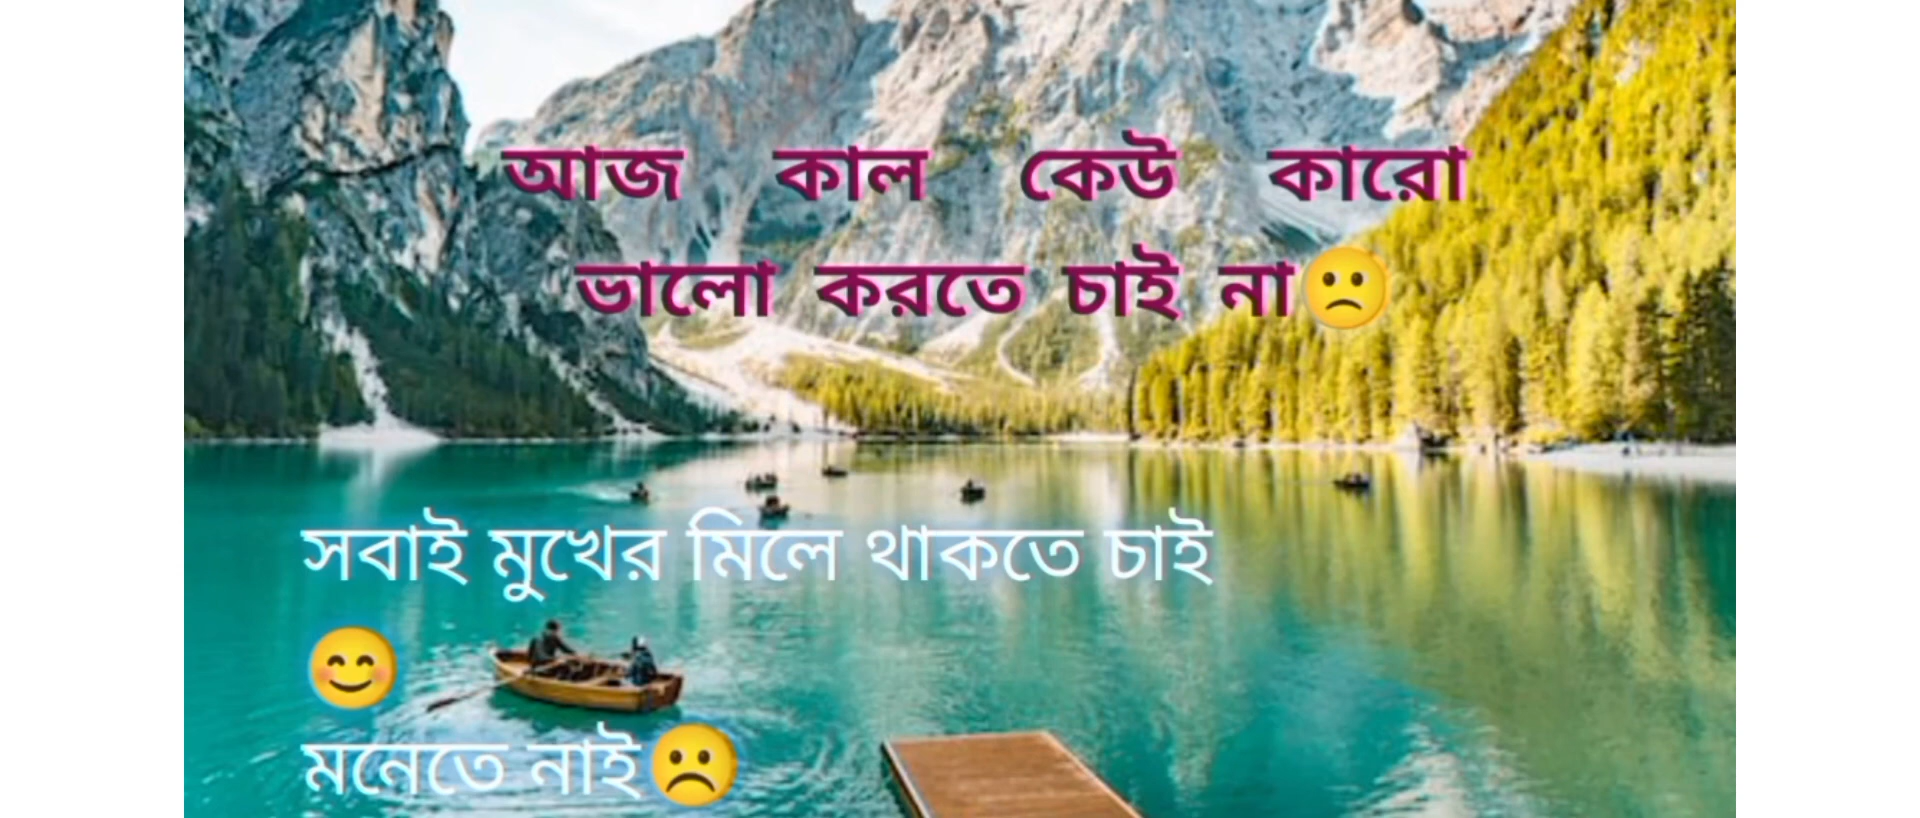 আজ কাল কেউ কারো
ভালো করতে চাই না🙁
সবাই মুখের মিলে থাকতে চাই
😊
মনেতে নাই☹️